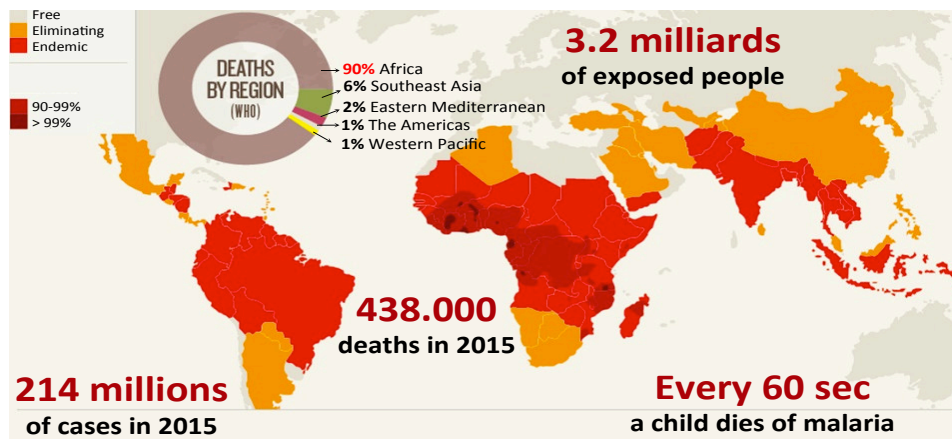 Free
Eliminating
Endemic
90-99%
> 99%
DEATHS
BY REGION
(WHO)
90% Africa
6% Southeast Asia
2% Eastern Mediterranean
1% The Americas
1% Western Pacific
3.2 milliards
of exposed people
438.000
deaths in 2015
214 millions
of cases in 2015
Every 60 sec
a child dies of malaria